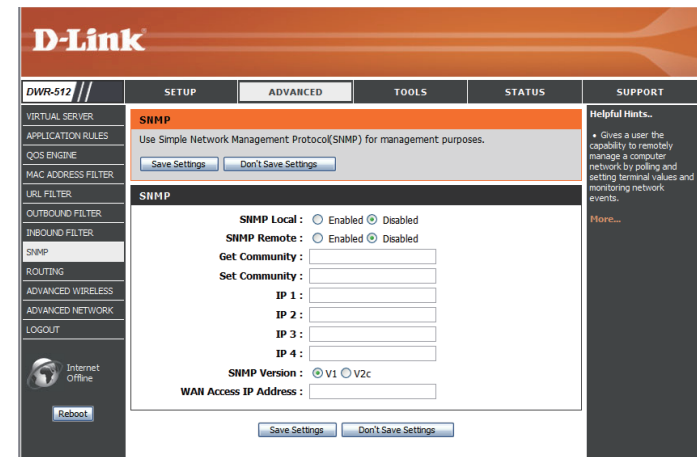 D-Link
DWR-512
SETUP
ADVANCED
TOOLS
STATUS
SUPPORT
VIRTUAL SERVER
APPLICATION RULES
QOS ENGINE
MAC ADDRESS FILTER
URL FILTER
OUTBOUND FILTER
INBOUND FILTER
SNMP
ROUTING
ADVANCED WIRELESS
ADVANCED NETWORK
LOGOUT
Internet
Offline
Reboot
SNMP
Use Simple Network Management Protocol(SNMP) for management purposes.
Save Settings Don't Save Settings
SNMP
SNMP Local : Enabled Disabled
SNMP Remote : Enabled Disabled
Get Community :
Set Community :
IP 1 :
IP 2 :
IP 3 :
IP 4 :
SNMP Version : V1 V2c
WAN Access IP Address :
Save Settings Don't Save Settings
Helpful Hints..
• Gives a user the
capability to remotely
manage a computer
network by polling and
setting terminal values and
monitoring network
events.
More...